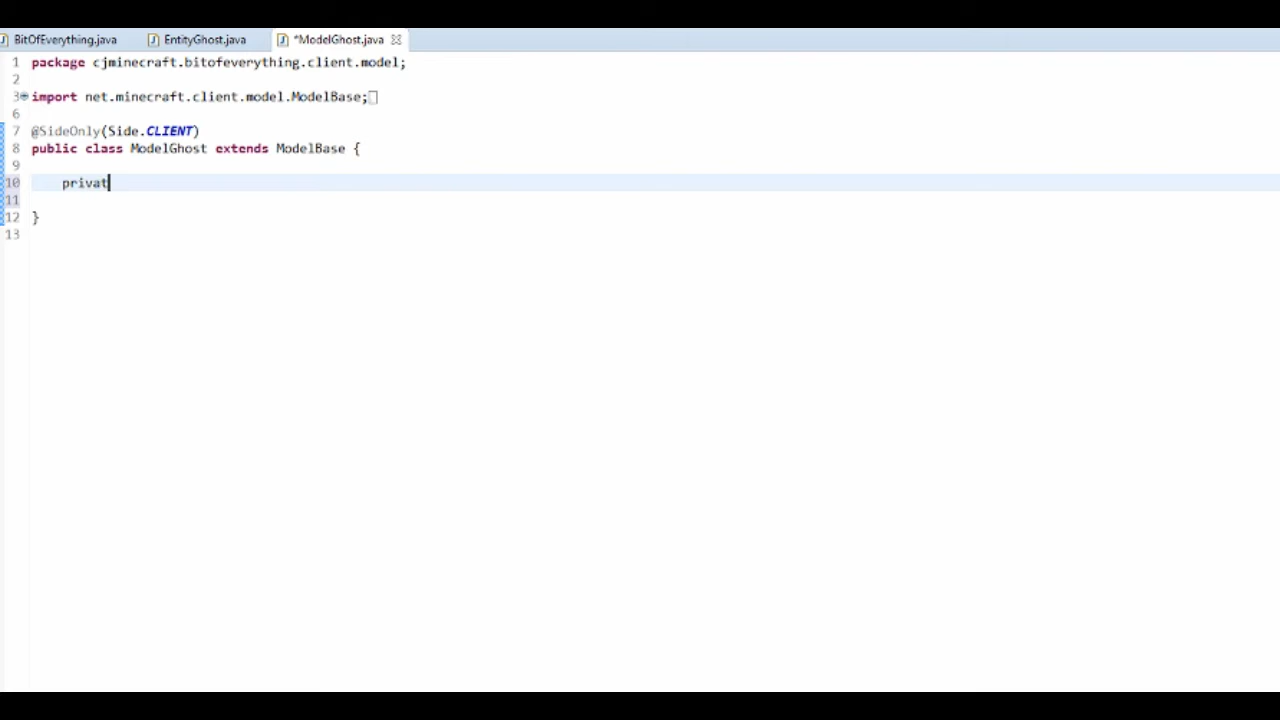 BitOfEverything.java EntityGhost.java *ModelGhost.java
1 package cjminecraft.bitofeverything.client.model;
2
3 import net.minecraft.client.model.ModelBase;
6
7 @SideOnly(Side.CLIENT)
8 public class ModelGhost extends ModelBase {
9
10 privat
11
12 }
13